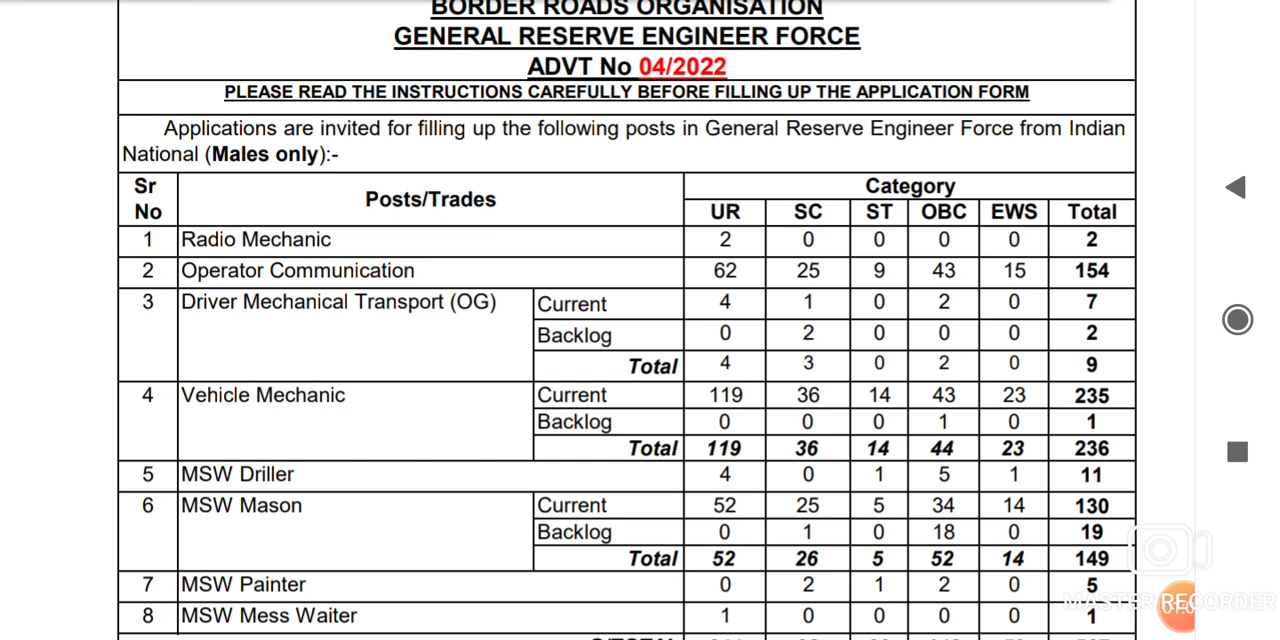 BORDER ROADS ORGANISATION
GENERAL RESERVE ENGINEER FORCE
ADVT No 04/2022
PLEASE READ THE INSTRUCTIONS CAREFULLY BEFORE FILLING UP THE APPLICATION FORM
Applications are invited for filling up the following posts in General Reserve Engineer Force from Indian
National (Males only):-
Sr No Posts/Trades Category
UR SC ST OBC EWS Total
1 Radio Mechanic 2 0 0 0 0 2
2 Operator Communication 62 25 9 43 15 154
3 Driver Mechanical Transport (OG) Current 4 1 0 2 0 7
Backlog 0 2 0 0 0 2
Total 4 3 0 2 0 9
4 Vehicle Mechanic Current 119 36 14 43 23 235
Backlog 0 0 0 1 0 1
Total 119 36 14 44 23 236
5 MSW Driller 4 0 1 5 1 11
6 MSW Mason Current 52 25 5 34 14 130
Backlog 0 1 0 18 0 19
Total 52 26 5 52 14 149
7 MSW Painter 0 2 1 2 0 5
8 MSW Mess Waiter 1 0 0 0 0 1
MASTER RECORDER